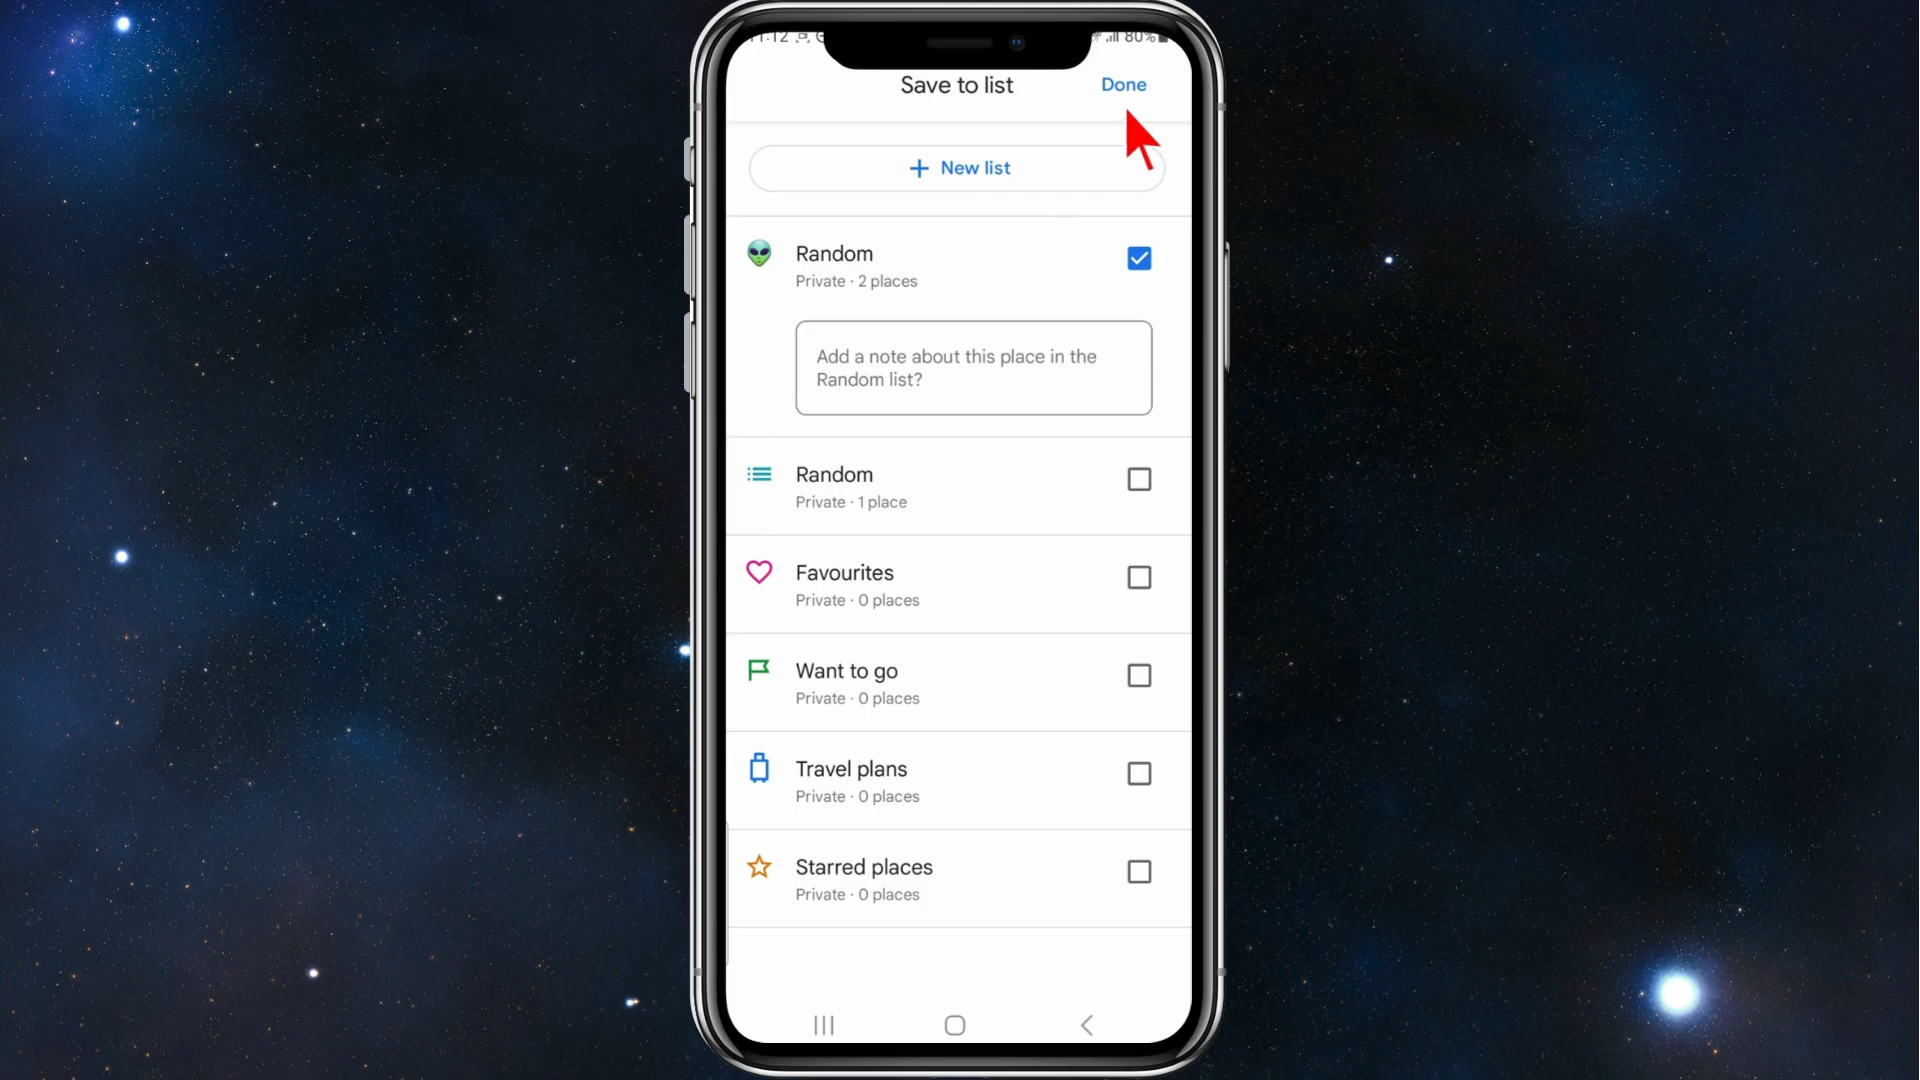 80%
Save to list
Done
+ New list
Random
Private · 2 places
Add a note about this place in the
Random list?
Random
Private · 1 place
Favourites
Private · 0 places
Want to go
Private · 0 places
Travel plans
Private · 0 places
Starred places
Private · 0 places